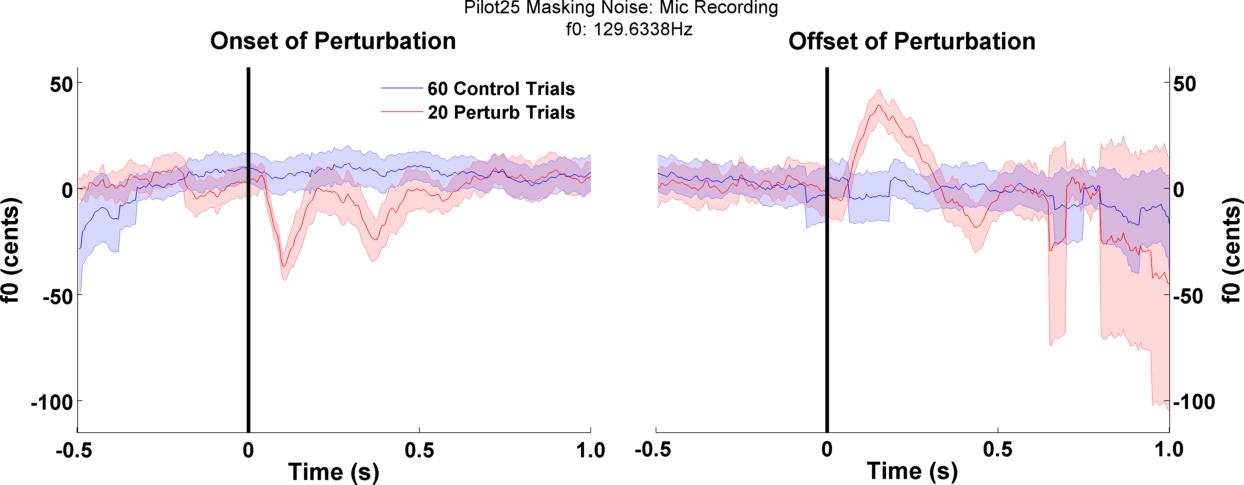 Pilot25 Masking Noise: Mic Recording
f0: 129.6338Hz
Onset of Perturbation
Offset of Perturbation
60 Control Trials
20 Perturb Trials
f0 (cents)
50
0
-50
-100
-0.5
0
0.5
1.0
Time (s)
50
0
-50
-100
f0 (cents)
-0.5
0
0.5
1.0
Time (s)